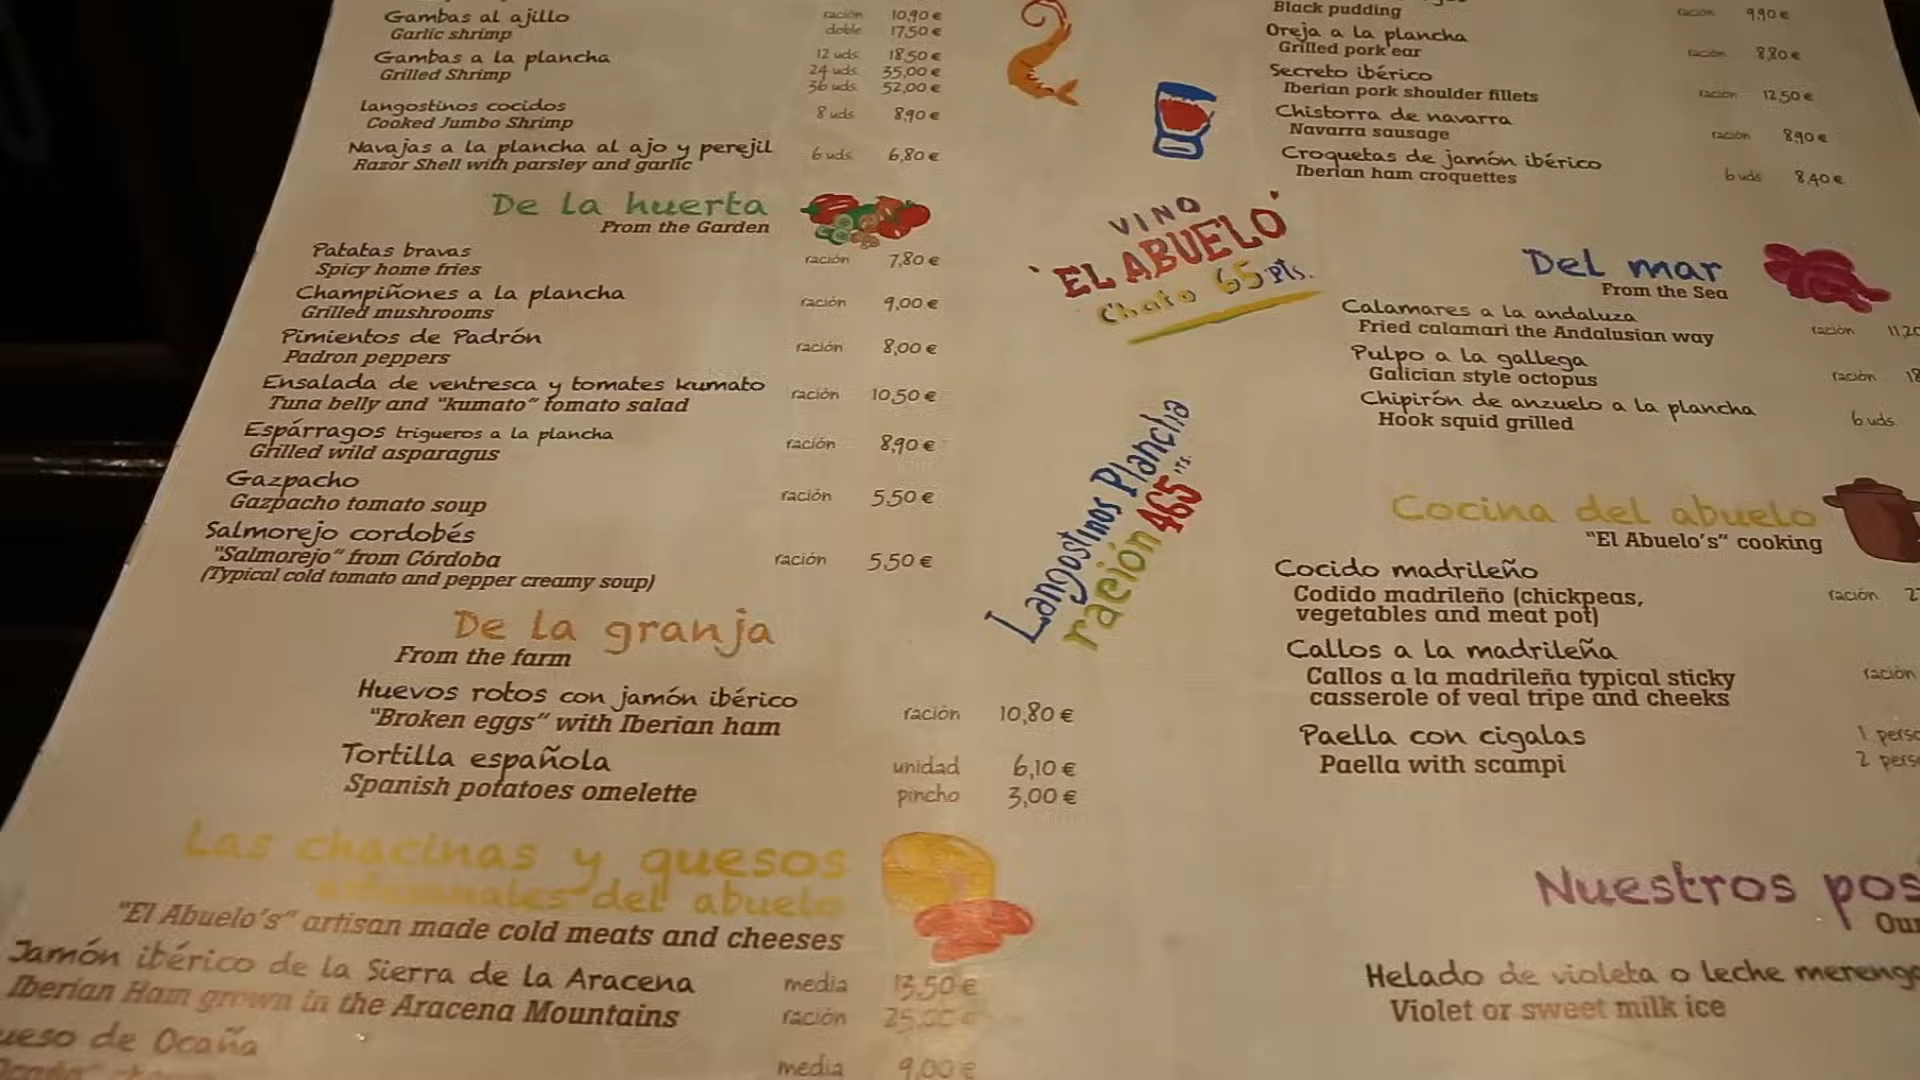 Gambas al ajillo ración 10,90 €
Garlic shrimp doble 17,50 €
Gambas a la plancha 12 uds. 18,50 €
Grilled Shrimp 24 uds. 35,00 €
36 uds. 52,00 €
langostinos cocidos 8 uds. 8,90 €
Cooked Jumbo Shrimp
Navajas a la plancha al ajo y perejil 6 uds. 6,80 €
Razor Shell with parsley and garlic
De la huerta
From the Garden
Patatas bravas ración 7,80 €
Spicy home fries
Champiñones a la plancha ración 9,00 €
Grilled mushrooms
Pimientos de Padrón ración 8,00 €
Padron peppers
Ensalada de ventresca y tomates kumato ración 10,50 €
Tuna belly and "kumato" tomato salad
Espárragos trigueros a la plancha ración 8,90 €
Grilled wild asparagus
Gazpacho ración 5,50 €
Gazpacho tomato soup
Salmorejo cordobés
"Salmorejo" from Córdoba ración 5,50 €
(Typical cold tomato and pepper creamy soup)
De la granja
From the farm
Huevos rotos con jamón ibérico ración 10,80 €
"Broken eggs" with Iberian ham
Tortilla española unidad 6,10 €
Spanish potatoes omelette pincho 3,00 €
Las chacinas y quesos
artesanales del abuelo
"El Abuelo's" artisan made cold meats and cheeses
Jamón ibérico de la Sierra de la Aracena media 13,50 €
Iberian Ham grown in the Aracena Mountains ración 25,00 €
de Ocaña
media 9,00 €
VINO
"EL ABUELO"
Chato 65 Pts.
Langostinos Plancha
ración 465 PTS.
Black pudding ración 9,90 €
Oreja a la plancha
Grilled pork ear ración 8,80 €
Secreto ibérico
Iberian pork shoulder fillets ración 12,50 €
Chistorra de navarra
Navarra sausage ración 8,90 €
Croquetas de jamón ibérico
Iberian ham croquettes 6 uds. 8,40 €
Del mar
From the Sea
Calamares a la andaluza
Fried calamari the Andalusian way ración 11,20
Pulpo a la gallega
Galician style octopus ración 18
Chipirón de anzuelo a la plancha
Hook squid grilled 6 uds.
Cocina del abuelo
"El Abuelo's" cooking
Cocido madrileño
Codido madrileño (chickpeas, ración
vegetables and meat pot)
Callos a la madrileña
Callos a la madrileña typical sticky ración
casserole of veal tripe and cheeks
Paella con cigalas 1 perso
Paella with scampi 2 pers
Nuestros pos
Our
Helado de violeta o leche mereng
Violet or sweet milk ice